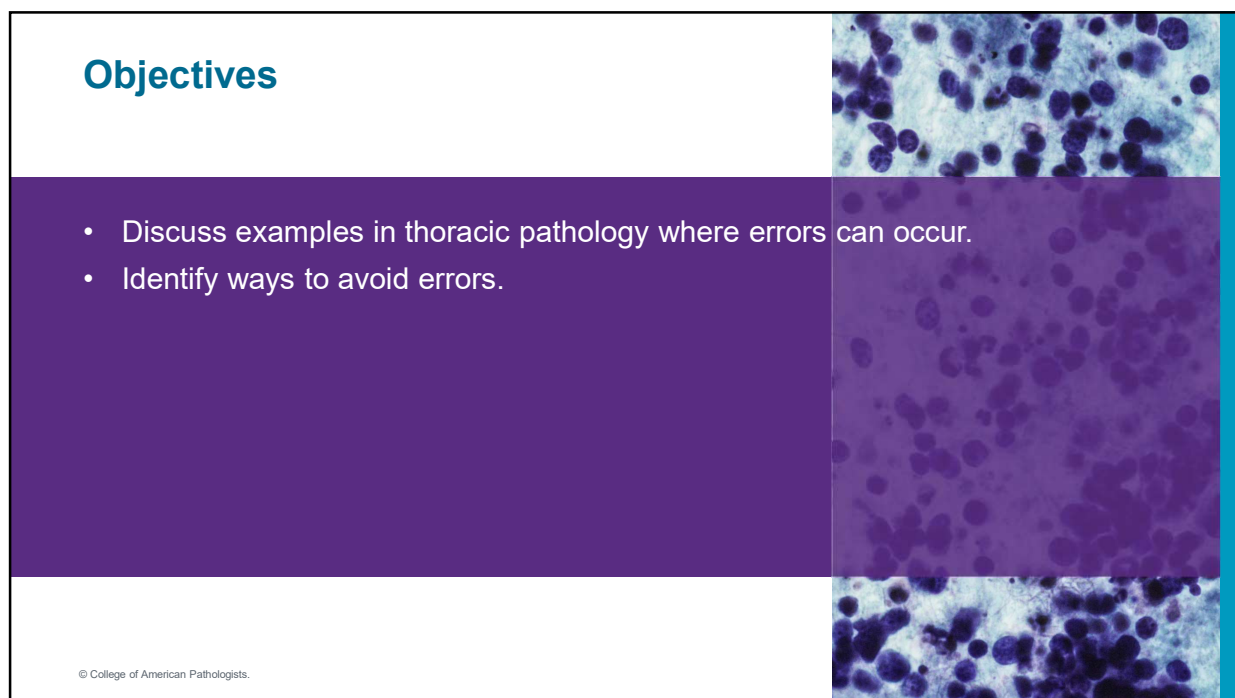 Objectives
• Discuss examples in thoracic pathology where errors can occur.
• Identify ways to avoid errors.
© College of American Pathologists.